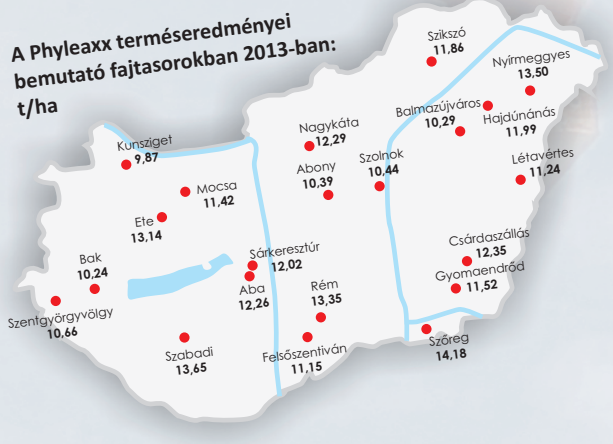 A Phyleaxx terméseredményei
bemutató fajtasorokban 2013-ban:
t/ha
Szikszó
11,86
Nyírmeggyes
13,50
Balmazújváros
10,29
Hajdúnánás
11,99
Nagykáta
12,29
Kunsziget
9,87
Abony
10,39
Szolnok
10,44
Létavértes
11,24
Mocsa
11,42
Ete
13,14
Csárdaszállás
12,35
Sárkeresztúr
12,02
Bak
10,24
Gyomaendrőd
11,52
Aba
12,26
Rém
13,35
Szentgyörgyvölgy
10,66
Szőreg
14,18
Szabadi
13,65
Felsőszentiván
11,15